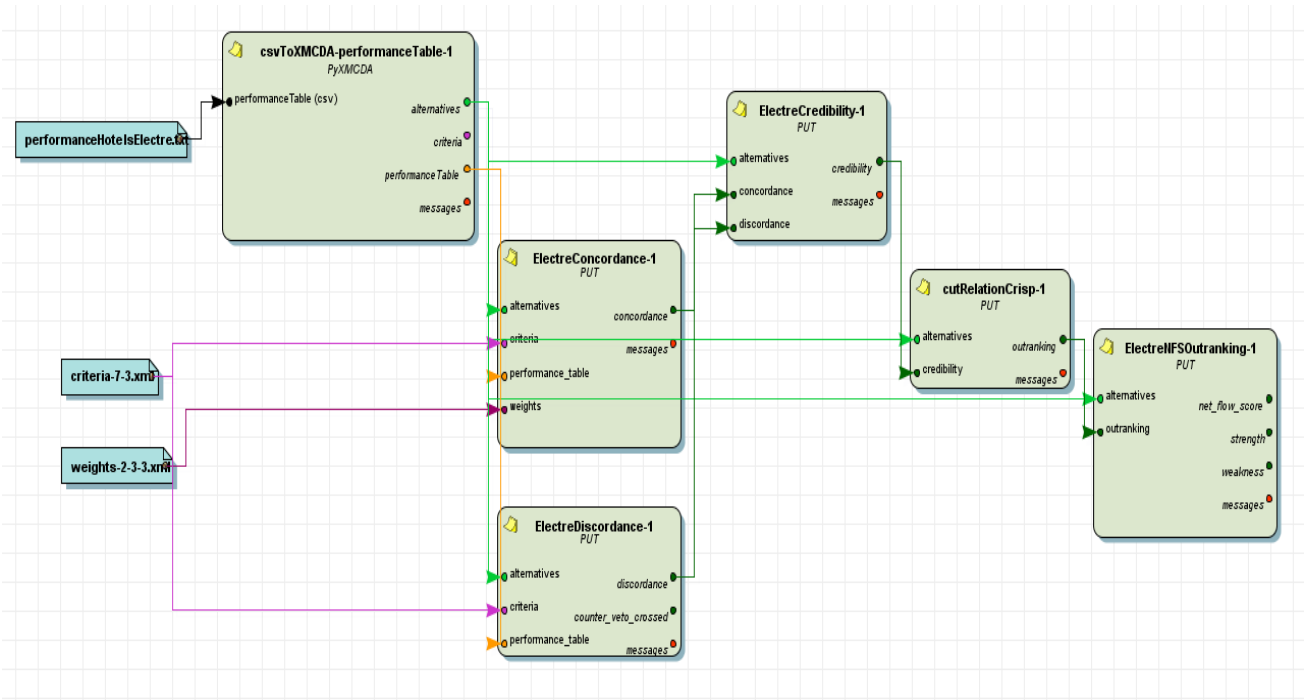 csvToXMCDA-performanceTable-1
PyXMCDA
performanceTable (csv)
alternatives
criteria
performanceTable
messages
performanceHotelsElectre.txt
ElectreCredibility-1
PUT
alternatives
concordance
discordance
credibility
messages
ElectreConcordance-1
PUT
alternatives
criteria
performance_table
weights
concordance
messages
cutRelationCrisp-1
PUT
alternatives
credibility
outranking
messages
ElectreNFSOutranking-1
PUT
alternatives
outranking
net_flow_score
strength
weakness
messages
criteria-7-3.xml
weights-2-3-3.xml
ElectreDiscordance-1
PUT
alternatives
criteria
performance_table
discordance
counter_veto_crossed
messages